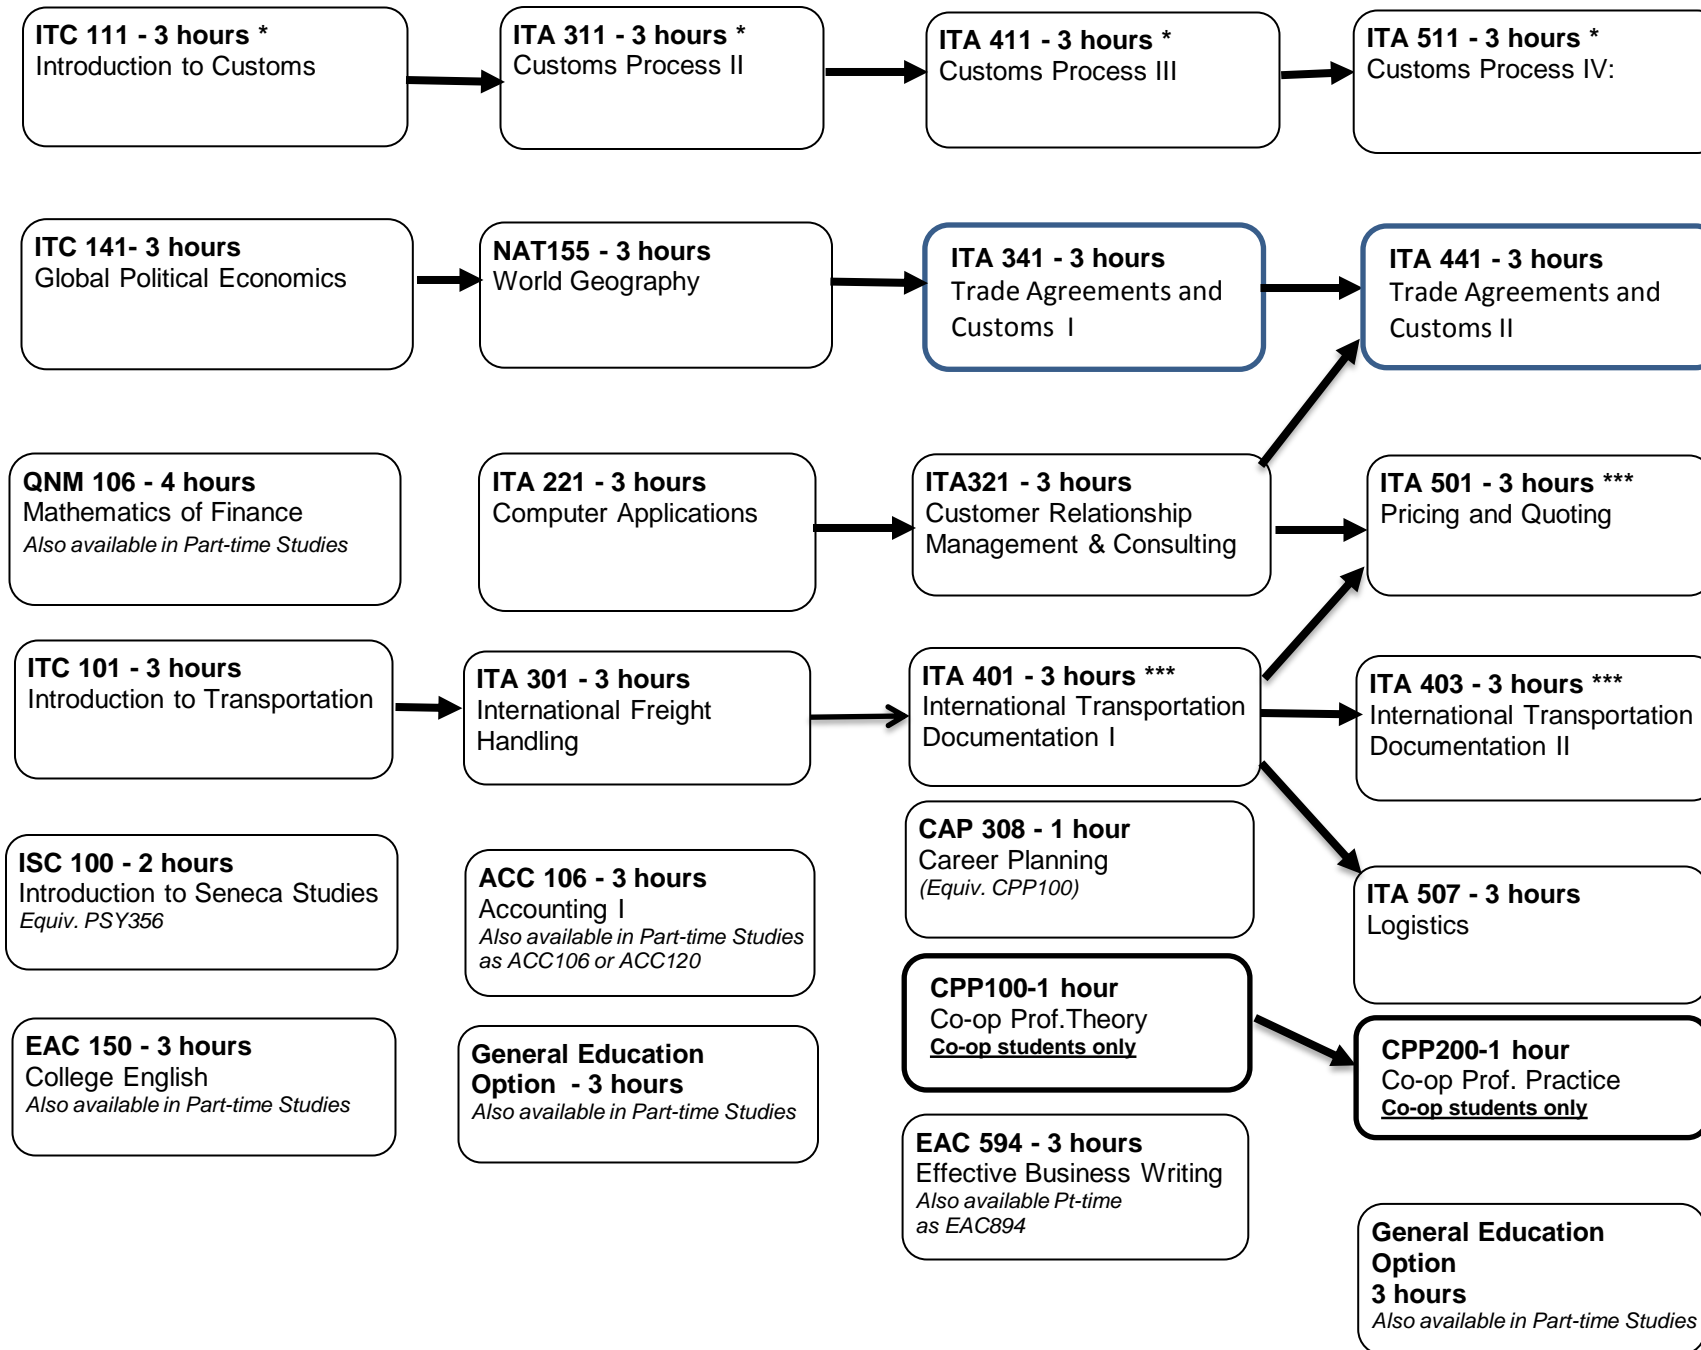 ITC 111 - 3 hours *
Introduction to Customs
ITA 311 - 3 hours *
Customs Process II
ITA 411 - 3 hours *
Customs Process III
ITA 511 - 3 hours *
Customs Process IV:
ITC 141- 3 hours
Global Political Economics
NAT155 - 3 hours
World Geography
ITA 341 - 3 hours
Trade Agreements and
Customs I
ITA 441 - 3 hours
Trade Agreements and
Customs II
QNM 106 - 4 hours
Mathematics of Finance
Also available in Part-time Studies
ITA 221 - 3 hours
Computer Applications
ITA321 - 3 hours
Customer Relationship
Management & Consulting
ITA 501 - 3 hours ***
Pricing and Quoting
ITC 101 - 3 hours
Introduction to Transportation
ITA 301 - 3 hours
International Freight
Handling
ITA 401 - 3 hours ***
International Transportation
Documentation I
ITA 403 - 3 hours ***
International Transportation
Documentation II
ISC 100 - 2 hours
Introduction to Seneca Studies
Equiv. PSY356
ACC 106 - 3 hours
Accounting I
Also available in Part-time Studies
as ACC106 or ACC120
CAP 308 - 1 hour
Career Planning
(Equiv. CPP100)
ITA 507 - 3 hours
Logistics
EAC 150 - 3 hours
College English
Also available in Part-time Studies
General Education
Option - 3 hours
Also available in Part-time Studies
CPP100-1 hour
Co-op Prof.Theory
Co-op students only
CPP200-1 hour
Co-op Prof. Practice
Co-op students only
EAC 594 - 3 hours
Effective Business Writing
Also available Pt-time
as EAC894
General Education
Option
3 hours
Also available in Part-time Studies